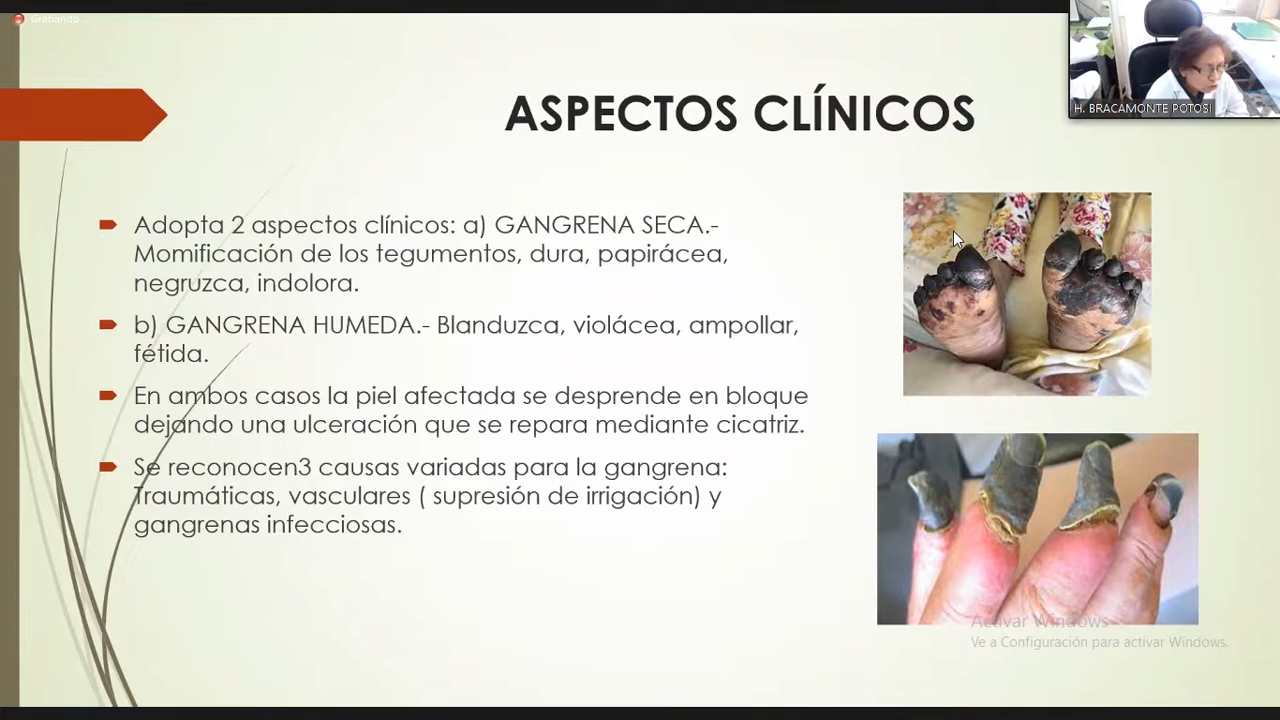 Grabando
ASPECTOS CLÍNICOS
H. BRACAMONTE POTOSI
Adopta 2 aspectos clínicos: a) GANGRENA SECA.-
Momificación de los tegumentos, dura, papirácea,
negruzca, indolora.
b) GANGRENA HUMEDA.- Blanduzca, violácea, ampollar,
fétida.
En ambos casos la piel afectada se desprende en bloque
dejando una ulceración que se repara mediante cicatriz.
Se reconocen3 causas variadas para la gangrena:
Traumáticas, vasculares ( supresión de irrigación) y
gangrenas infecciosas.
Activar Windows
Ve a Configuración para activar Windows.